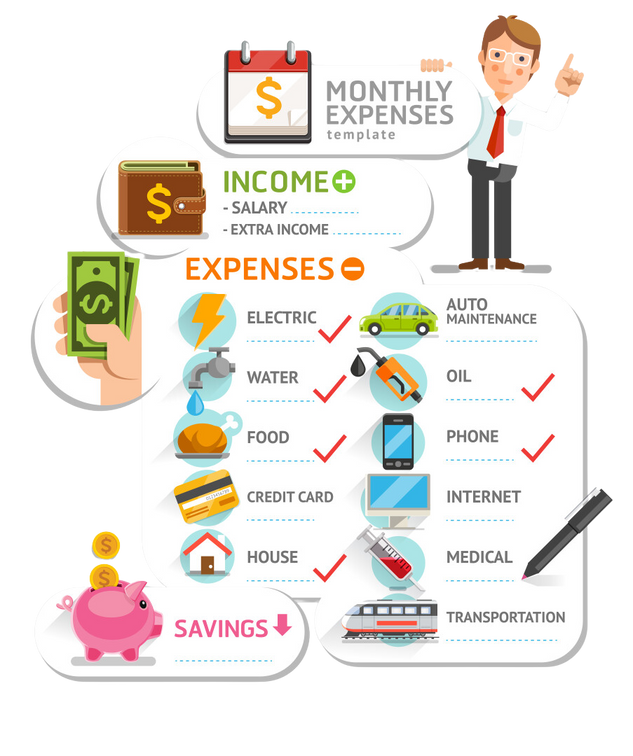 MONTHLY
EXPENSES
template
$
INCOME
- SALARY
- EXTRA INCOME
$
EXPENSES
$
ELECTRIC
WATER
FOOD
CREDIT CARD
HOUSE
AUTO
MAINTENANCE
OIL
PHONE
INTERNET
MEDICAL
TRANSPORTATION
$
$
SAVINGS